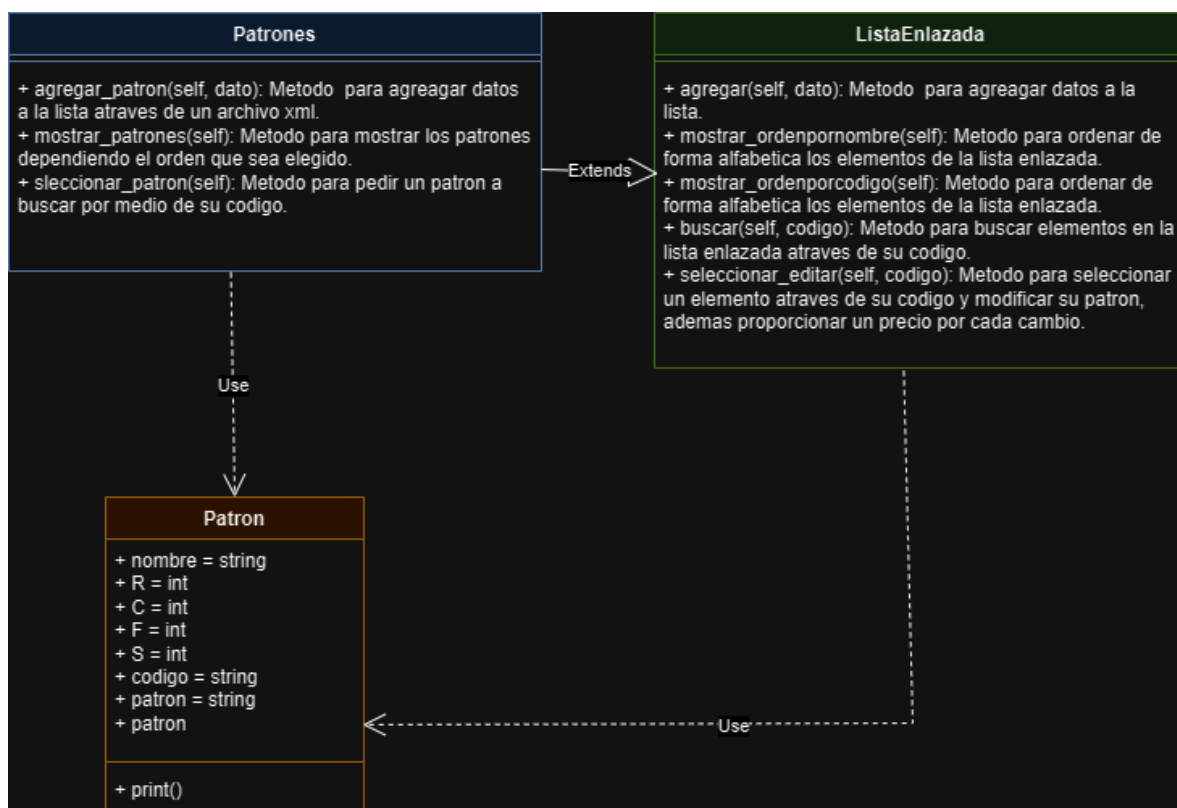 Patrones
+ agregar_patron(self, dato): Metodo  para agreagar datos
a la lista atraves de un archivo xml.
+ mostrar_patrones(self): Metodo para mostrar los patrones
dependiendo el orden que sea elegido.
+ sleccionar_patron(self): Metodo para pedir un patron a
buscar por medio de su codigo.
Extends
ListaEnlazada
+ agregar(self, dato): Metodo  para agreagar datos a la
lista.
+ mostrar_ordenpornombre(self): Metodo para ordenar de
forma alfabetica los elementos de la lista enlazada.
+ mostrar_ordenporcodigo(self): Metodo para ordenar de
forma alfabetica los elementos de la lista enlazada.
+ buscar(self, codigo): Metodo para buscar elementos en la
lista enlazada atraves de su codigo.
+ seleccionar_editar(self, codigo): Metodo para seleccionar
un elemento atraves de su codigo y modificar su patron,
ademas proporcionar un precio por cada cambio.
Use
Patron
+ nombre = string
+ R = int
+ C = int
+ F = int
+ S = int
+ codigo = string
+ patron = string
+ patron
+ print()
Use